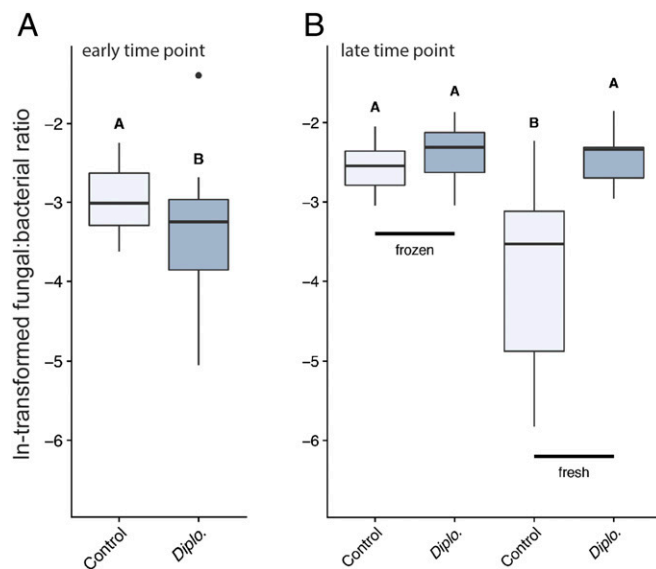 A
early time point
ln-transformed fungal:bacterial ratio
−2
−3
−4
−5
−6
A
B
Control
Diplo.
B
late time point
−2
−3
−4
−5
−6
A
A
B
A
frozen
fresh
Control
Diplo.
Control
Diplo.